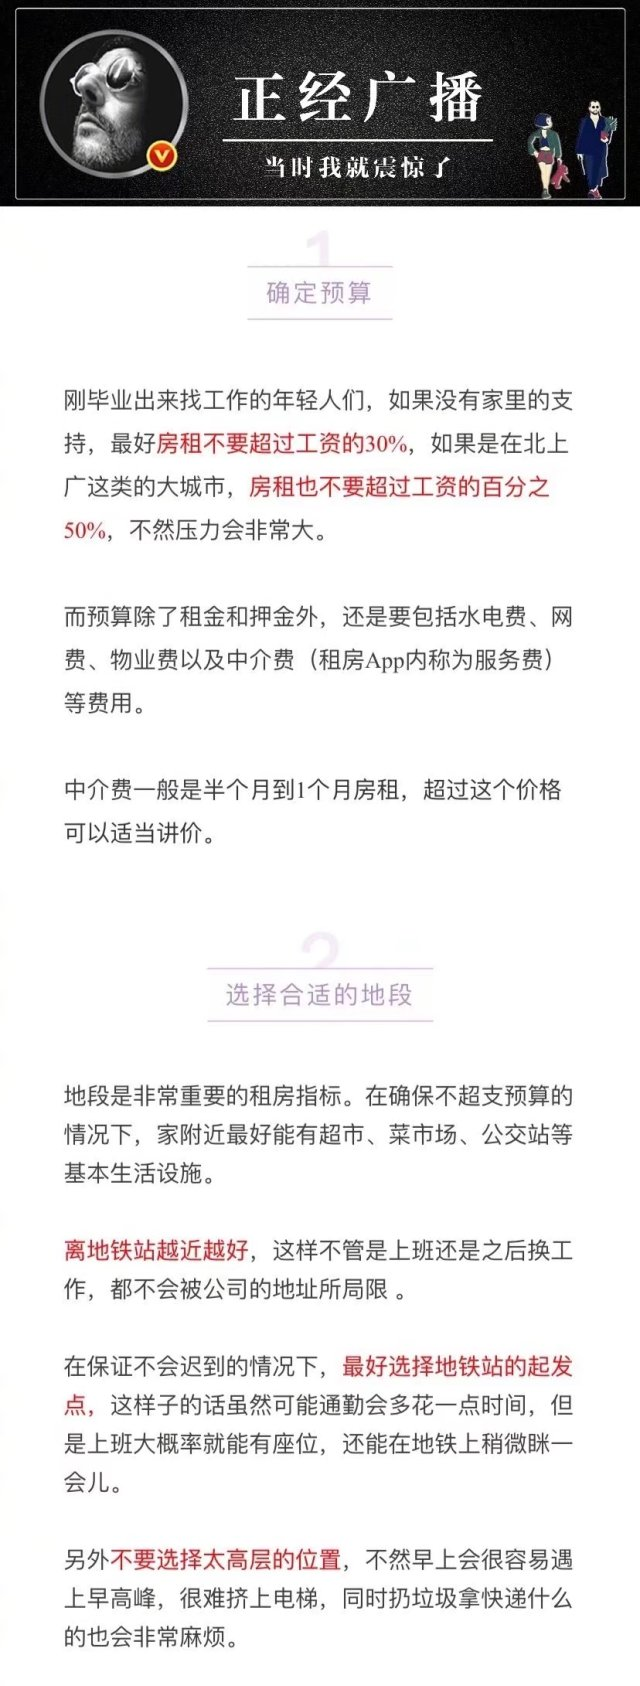 正经广播
当时我就震惊了
1
确定预算
刚毕业出来找工作的年轻人们，如果没有家里的支
持，最好房租不要超过工资的30%，如果是在北上
广这类的大城市，房租也不要超过工资的百分之
50%，不然压力会非常大。
而预算除了租金和押金外，还是要包括水电费、网
费、物业费以及中介费（租房App内称为服务费）
等费用。
中介费一般是半个月到1个月房租，超过这个价格
可以适当讲价。
2
选择合适的地段
地段是非常重要的租房指标。在确保不超支预算的
情况下，家附近最好能有超市、菜市场、公交站等
基本生活设施。
离地铁站越近越好，这样不管是上班还是之后换工
作，都不会被公司的地址所局限 。
在保证不会迟到的情况下，最好选择地铁站的起发
点，这样子的话虽然可能通勤会多花一点时间，但
是上班大概率就能有座位，还能在地铁上稍微眯一
会儿。
另外不要选择太高层的位置，不然早上会很容易遇
上早高峰，很难挤上电梯，同时扔垃圾拿快递什么
的也会非常麻烦。